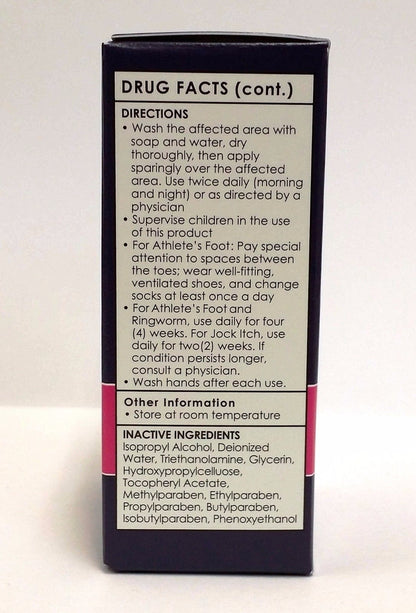 DRUG FACTS (cont.)
DIRECTIONS
• Wash the affected area with
soap and water, dry
thoroughly, then apply
sparingly over the affected
area. Use twice daily (morning
and night) or as directed by a
physician
• Supervise children in the use
of this product
• For Athlete's Foot: Pay special
attention to spaces between
the toes; wear well-fitting,
ventilated shoes, and change
socks at least once a day
• For Athlete's Foot and
Ringworm, use daily for four
(4) weeks. For Jock Itch, use
daily for two(2) weeks. If
condition persists longer,
consult a physician.
• Wash hands after each use.
Other Information
• Store at room temperature
INACTIVE INGREDIENTS
Isopropyl Alcohol, Deionized
Water, Triethanolamine, Glycerin,
Hydroxypropylcelluose,
Tocopheryl Acetate,
Methylparaben, Ethylparaben,
Propylparaben, Butylparaben,
Isobutylparaben, Phenoxyethanol